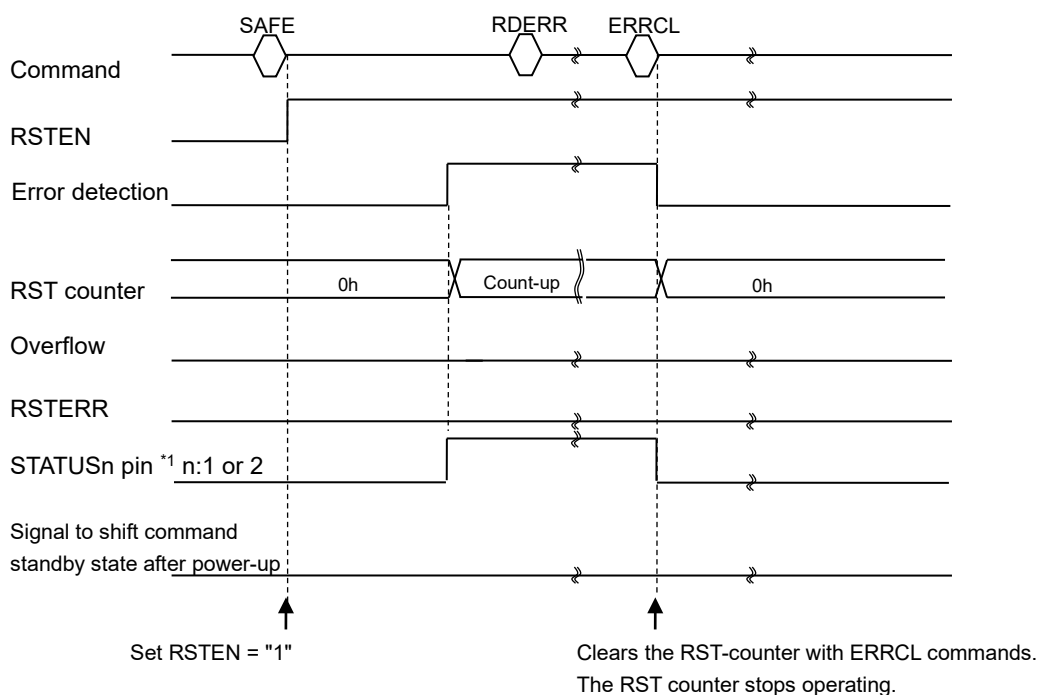 SAFE RDERR ERRCL
Command
RSTEN
Error detection
RST counter 0h Count-up 0h
Overflow
RSTERR
STATUSn pin *1 n:1 or 2
Signal to shift command
standby state after power-up
Set RSTEN = "1"
Clears the RST-counter with ERRCL commands.
The RST counter stops operating.